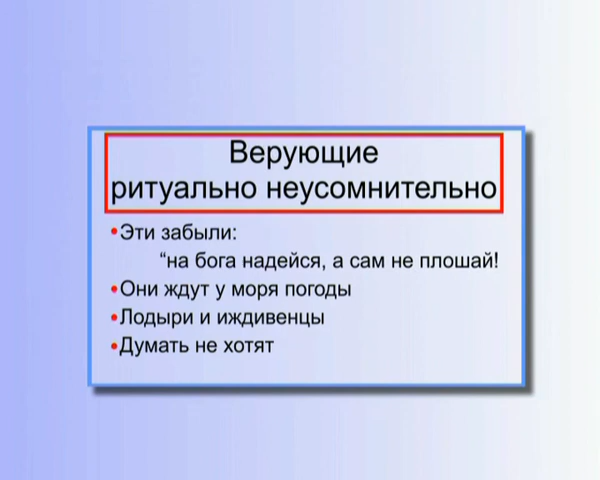 Верующие
ритуально неусомнительно
•Эти забыли:
“на бога надейся, а сам не плошай!
•Они ждут у моря погоды
•Лодыри и иждивенцы
•Думать не хотят